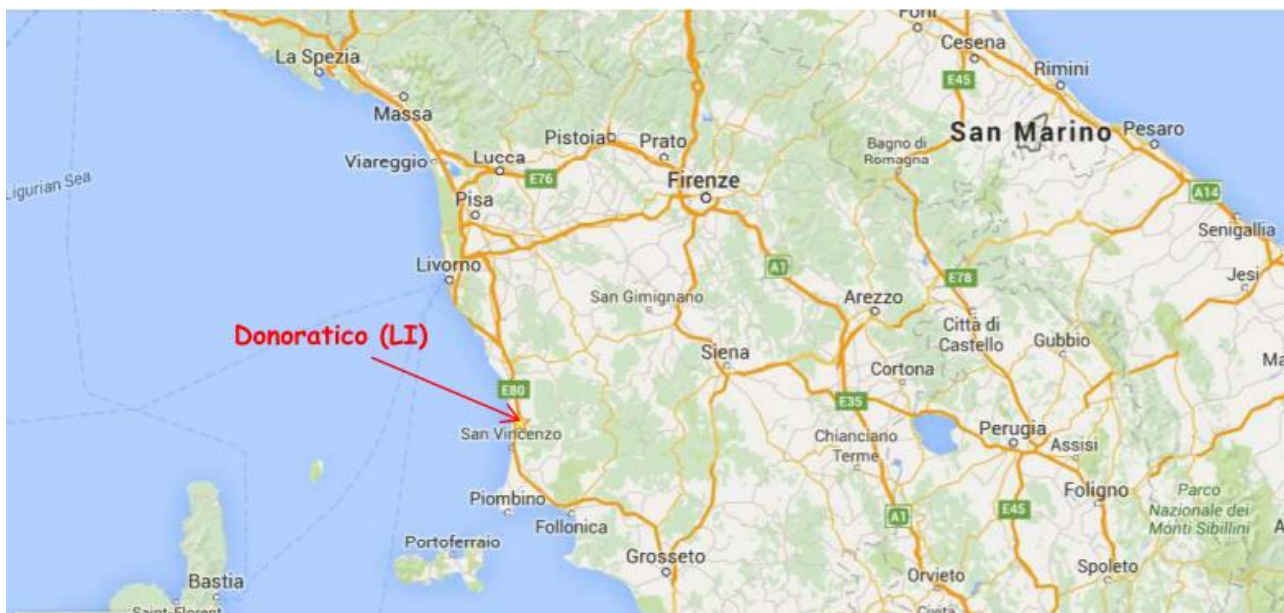 Forlì
Cesena
La Spezia
E45
Rimini
Massa
Pistoia
Prato
San Marino
Pesaro
Bagno di
Romagna
Viareggio
Lucca
E76
Firenze
Ligurian Sea
Pisa
A14
Senigallia
Livorno
A1
E78
Jesi
San Gimignano
Arezzo
Donoratico (LI)
Città di
Castello
Gubbio
Siena
Ma
Cortona
E80
E35
San Vincenzo
Chianciano
Terme
Perugia
Assisi
Piombino
Follonica
A1
E45
Foligno
Parco
Nazionale dei
Monti Sibillini
Portoferraio
Grosseto
Spoleto
Bastia
Orvieto
Saint-Florent